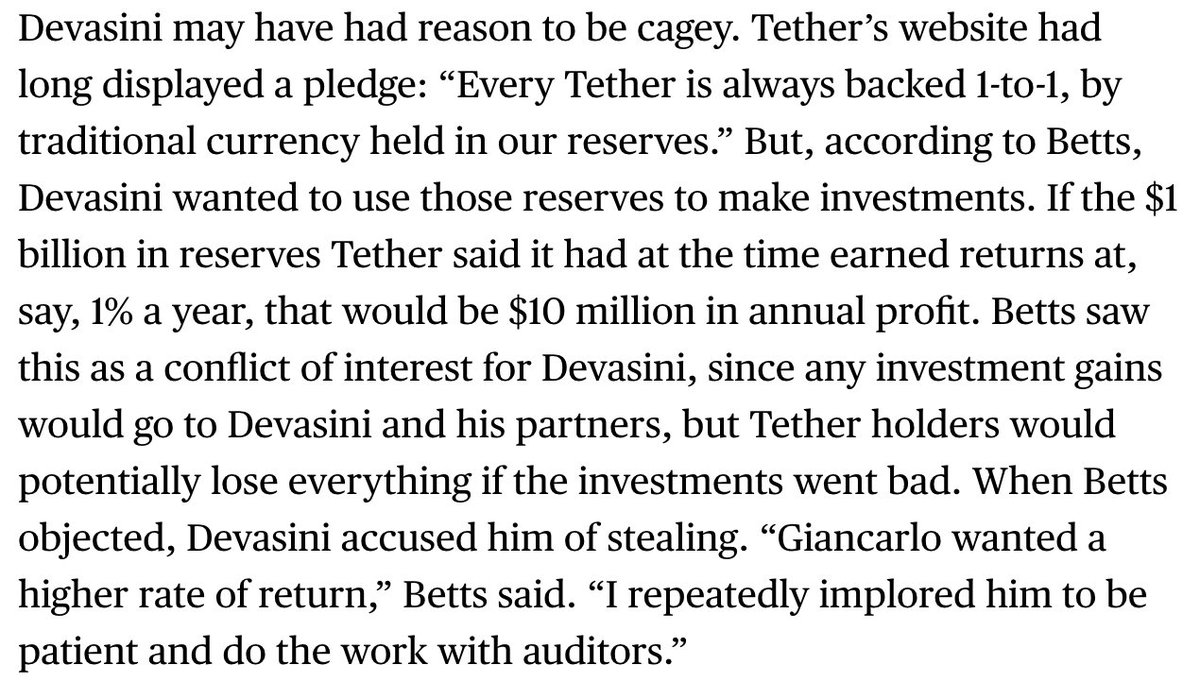 Devasini may have had reason to be cagey. Tether’s website had
long displayed a pledge: “Every Tether is always backed 1-to-1, by
traditional currency held in our reserves.” But, according to Betts,
Devasini wanted to use those reserves to make investments. If the $1
billion in reserves Tether said it had at the time earned returns at,
say, 1% a year, that would be $10 million in annual profit. Betts saw
this as a conflict of interest for Devasini, since any investment gains
would go to Devasini and his partners, but Tether holders would
potentially lose everything if the investments went bad. When Betts
objected, Devasini accused him of stealing. “Giancarlo wanted a
higher rate of return,” Betts said. “I repeatedly implored him to be
patient and do the work with auditors.”